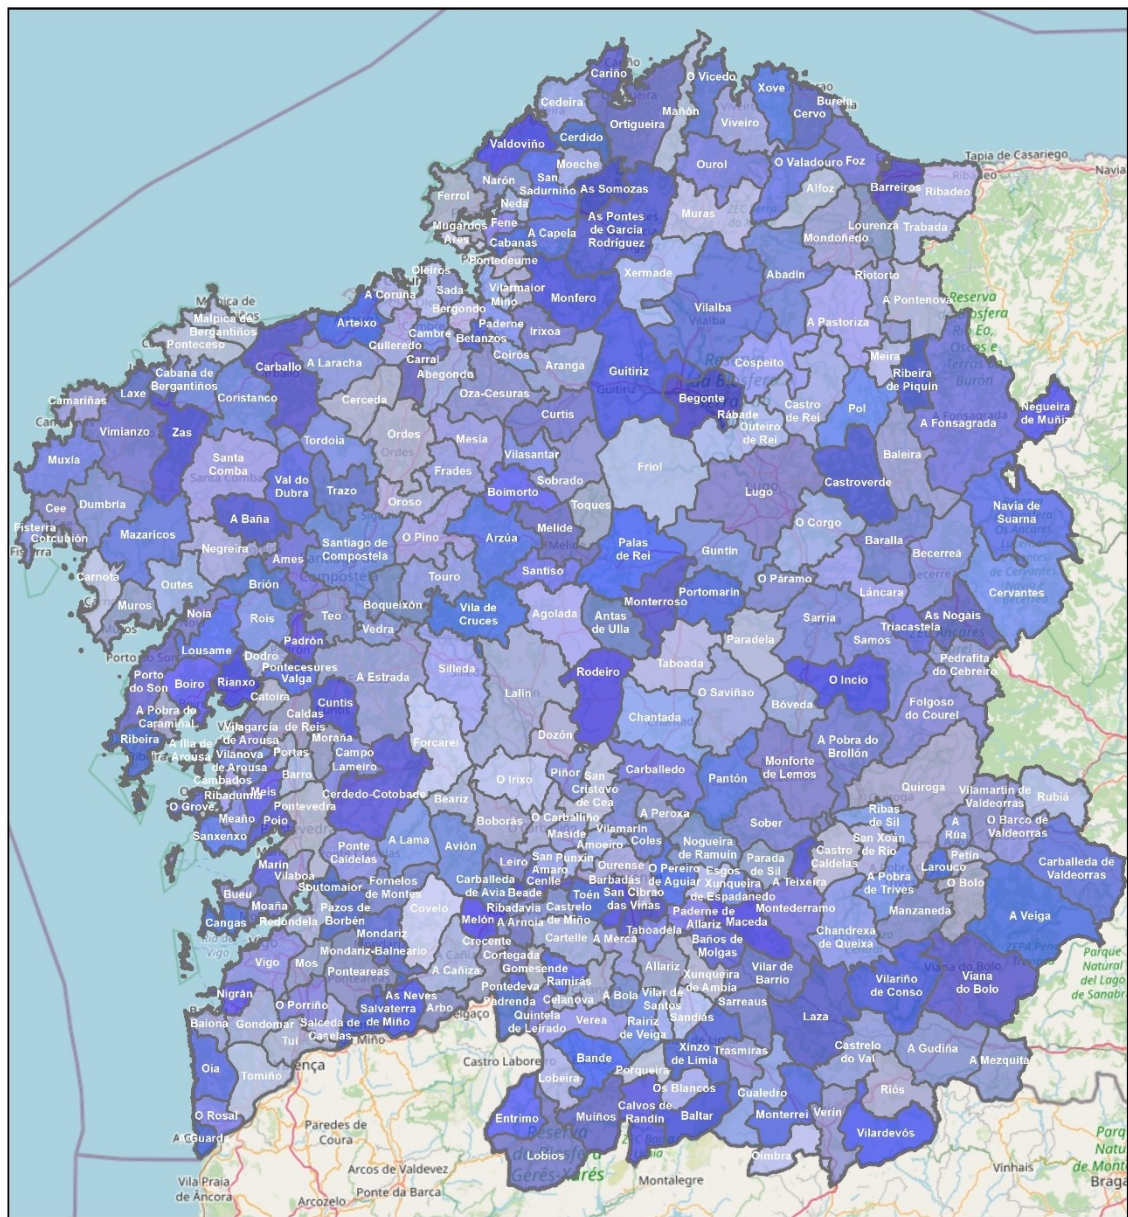 Cariño
O Vicedo
Xove
Cedeira
Mañón
Burela
Cervo
Ortigueira
Viveiro
Valdoviño
Cerdido
Moeche
Ourol
O Valadouro
Foz
Tapia de Casariego
Navia
Narón
San
Sadurniño
As Somozas
Barreiros
Ribadeo
Ferrol
Neda
Muras
Alfoz
Mugardos
Fene
As Pontes
de García
Rodríguez
Lourenzá
Trabada
Ares
Cabanas
A Capela
Mondoñedo
Pontedeume
Xermade
Abadín
Riotorto
Oleiros
Sada
Vilarmaior
Miño
Monfero
A Pontenova
A Coruña
Bergondo
Vilalba
Malpica de
Bergantiños
Ponteceso
Arteixo
Cambre
Paderne
Betanzos
Irixoa
A Pastoriza
Culleredo
Coirós
Cabana de
Bergantiños
Carballo
A Laracha
Carral
Abegondo
Aranga
Guitiriz
Cospeito
Meira
Ribeira
de Piquín
Laxe
Coristanco
Cerceda
Oza-Cesuras
Begonte
Rábade
Castro
de Rei
Pol
Negueira
de Muñiz
Camariñas
Vimianzo
Zas
Curtis
Outeiro
de Rei
A Fonsagrada
Tordoia
Ordes
Mesía
Vilasantar
Baleira
Muxía
Santa
Comba
Val do
Dubra
Frades
Friol
Castroverde
Trazo
Boimorto
Sobrado
Lugo
Dumbría
Oroso
Toques
Navia de
Suarna
Cee
A Baña
O Corgo
Fisterra
Corcubión
Mazaricos
Santiago de
Compostela
O Pino
Arzúa
Melide
Palas
de Rei
Baralla
Negreira
Ames
Guntín
Becerreá
Santiso
Carnota
Outes
Brión
Touro
O Páramo
Láncara
Cervantes
Muros
Noia
Rois
Teo
Boqueixón
Vila de
Cruces
Agolada
Monterroso
Portomarín
As Nogais
Vedra
Antas
de Ulla
Sarria
Triacastela
Padrón
Paradela
Samos
Lousame
Dodro
Pontecesures
Valga
Pedrafita
do Cebreiro
Porto
do Son
Boiro
Rianxo
A Estrada
Silleda
Rodeiro
Taboada
O Incio
Catoira
Cuntis
Lalín
O Saviñao
Bóveda
Folgoso
do Courel
A Pobra do
Caramiñal
Caldas
de Reis
Chantada
Ribeira
Vilagarcía
de Arousa
Moraña
Dozón
A Pobra do
Brollón
A Illa de
Arousa
Vilanova
de Arousa
Portas
Campo
Lameiro
Forcarei
Monforte
de Lemos
Cambados
Barro
O Irixo
Piñor
San
Cristovo
de Cea
Carballedo
Pantón
Quiroga
Vilamartín de
Valdeorras
Rubiá
Ribadumia
Meis
Cerdedo-Cotobade
Beariz
O Grove
Pontevedra
Ribas
de Sil
O Barco de
Valdeorras
Meaño
Poio
Boborás
O Carballiño
A Peroxa
Sober
A
Rúa
Sanxenxo
A Lama
Avión
Maside
Vilamarín
San Xoán
de Río
Amoeiro
Coles
Nogueira
de Ramuín
Petín
Ponte
Caldelas
Leiro
San
Amaro
Punxín
Ourense
Parada
de Sil
Castro
Caldelas
Larouco
Carballeda de
Valdeorras
Marín
Vilaboa
O Pereiro
de Aguiar
Esgos
A Teixeira
A Pobra
de Trives
O Bolo
Bueu
Soutomaior
Fornelos
de Montes
Carballeda
de Avia
Beade
Cenlle
Barbadás
Xunqueira
de Espadanedo
Moaña
Toén
San Cibrao
das Viñas
Montederramo
Manzaneda
Cangas
Redondela
Pazos de
Borbén
Covelo
Melón
Ribadavia
Castrelo
de Miño
Paderne de
Allariz
Maceda
A Veiga
A Arnoia
Taboadela
Chandrexa
de Queixa
Mondariz
Mondariz-Balneario
Crecente
Cartelle
A Merca
Baños de
Molgas
Vigo
Mos
Cortegada
Ponteareas
A Cañiza
Gomesende
Allariz
Xunqueira
de Ambía
Vilar de
Barrio
Vilariño
de Conso
Viana
do Bolo
Pontedeva
Ramirás
Nigrán
O Porriño
As Neves
Arbo
Padrenda
Celanova
A Bola
Vilar de
Santos
Sarreaus
Salvaterra
de Miño
Quintela
de Leirado
Sandiás
Laza
Baiona
Gondomar
Salceda de
Caselas
Verea
Rairiz
de Veiga
Tui
Xinzo
de Limia
Trasmiras
Castrelo
do Val
A Gudiña
Castro Laboreiro
Bande
Porqueira
A Mezquita
Oia
Tomiño
Lobeira
Os Blancos
Riós
Cualedro
O Rosal
Entrimo
Muíños
Calvos de
Randín
Baltar
Monterrei
Verín
Vilardevós
A Guarda
Paredes de
Coura
Lobios
Oímbra
Arcos de Valdevez
Montalegre
Vinhais
Vila Praia
de Âncora
Arcozelo
Ponte da Barca
Parque
Natural
del Lago
de Sanabria